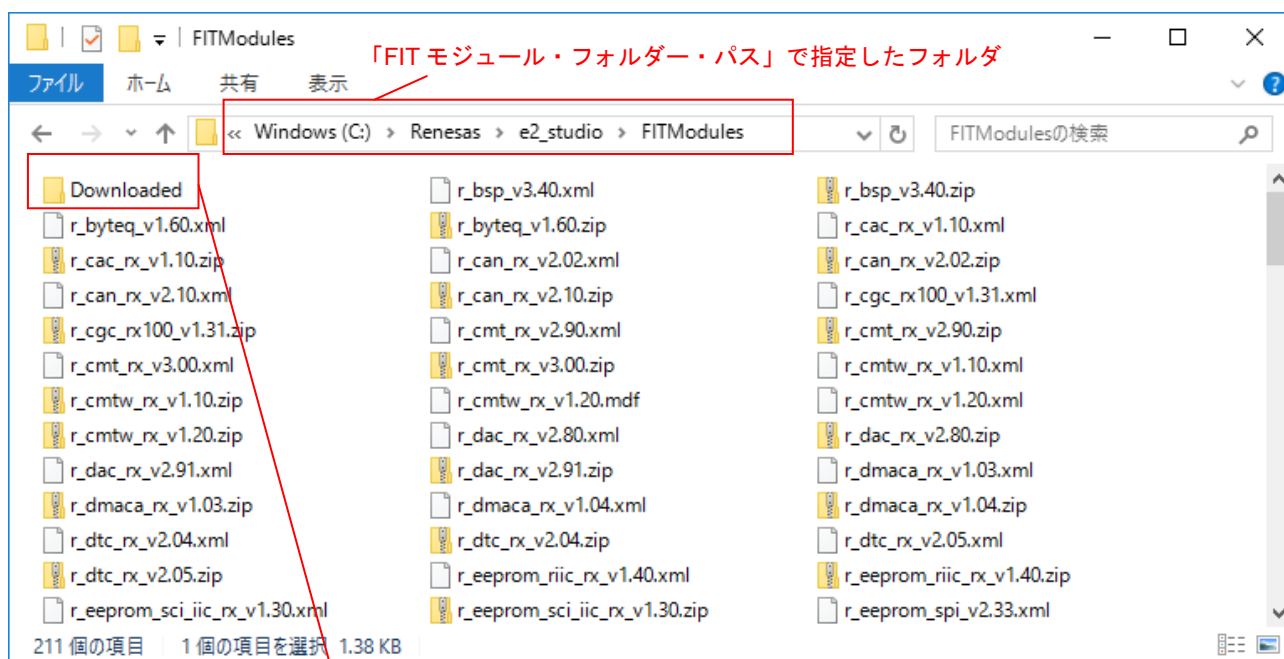 FITModules
「FIT モジュール・フォルダー・パス」で指定したフォルダ
ファイル ホーム 共有 表示
« Windows (C:) › Renesas › e2_studio › FITModules
FITModulesの検索
Downloaded r_bsp_v3.40.xml r_bsp_v3.40.zip
r_byteq_v1.60.xml r_byteq_v1.60.zip r_cac_rx_v1.10.xml
r_cac_rx_v1.10.zip r_can_rx_v2.02.xml r_can_rx_v2.02.zip
r_can_rx_v2.10.xml r_can_rx_v2.10.zip r_cgc_rx100_v1.31.xml
r_cgc_rx100_v1.31.zip r_cmt_rx_v2.90.xml r_cmt_rx_v2.90.zip
r_cmt_rx_v3.00.xml r_cmt_rx_v3.00.zip r_cmtw_rx_v1.10.xml
r_cmtw_rx_v1.10.zip r_cmtw_rx_v1.20.mdf r_cmtw_rx_v1.20.xml
r_cmtw_rx_v1.20.zip r_dac_rx_v2.80.xml r_dac_rx_v2.80.zip
r_dac_rx_v2.91.xml r_dac_rx_v2.91.zip r_dmaca_rx_v1.03.xml
r_dmaca_rx_v1.03.zip r_dmaca_rx_v1.04.xml r_dmaca_rx_v1.04.zip
r_dtc_rx_v2.04.xml r_dtc_rx_v2.04.zip r_dtc_rx_v2.05.xml
r_dtc_rx_v2.05.zip r_eeprom_riic_rx_v1.40.xml r_eeprom_riic_rx_v1.40.zip
r_eeprom_sci_iic_rx_v1.30.xml r_eeprom_sci_iic_rx_v1.30.zip r_eeprom_spi_v2.33.xml
211 個の項目 1 個の項目を選択 1.38 KB